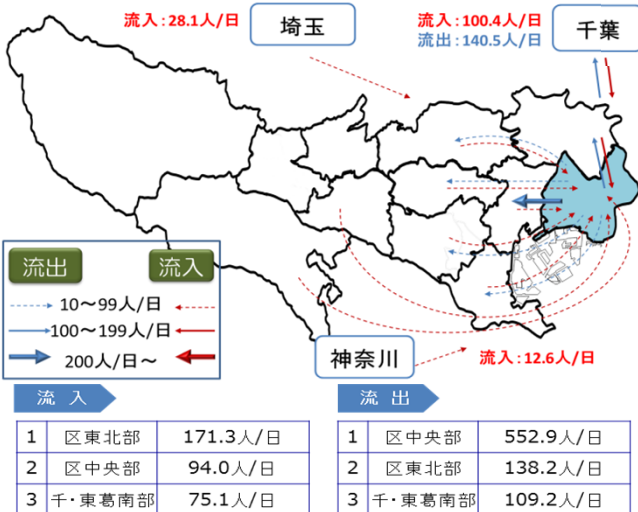 流入:28.1人/日
埼玉
流入:100.4人/日
流出:140.5人/日
千葉
流出
流入
10～99人/日
100～199人/日
200人/日～
神奈川
流入:12.6人/日
流 入
1 区東北部 171.3人/日
2 区中央部 94.0人/日
3 千・東葛南部 75.1人/日
流 出
1 区中央部 552.9人/日
2 区東北部 138.2人/日
3 千・東葛南部 109.2人/日